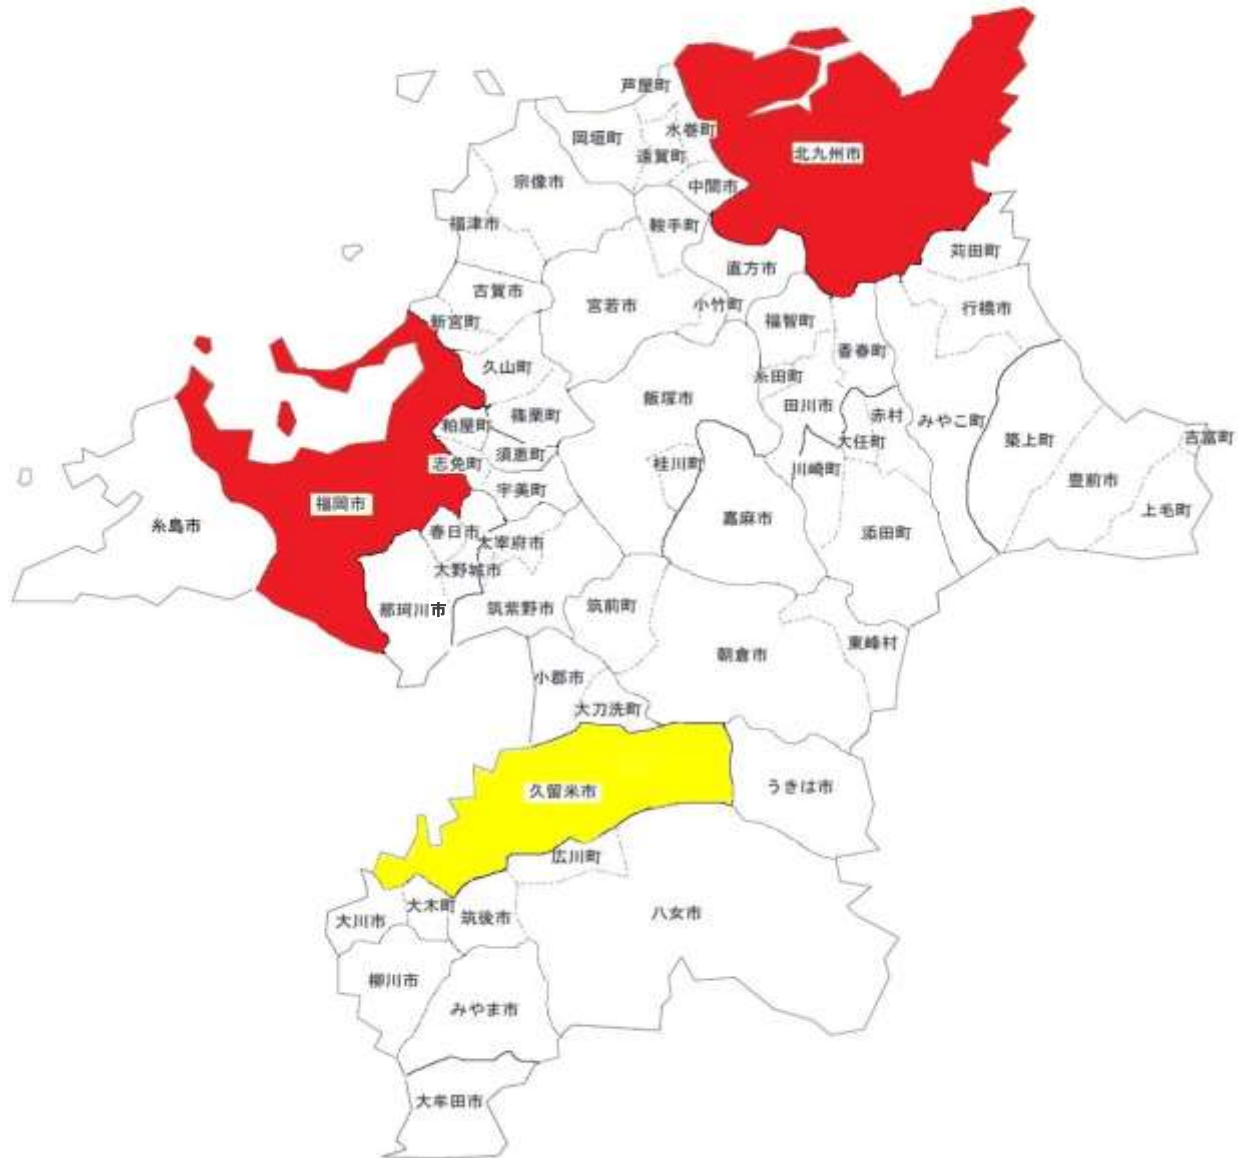 芦屋町
水巻町
岡垣町
遠賀町
北九州市
宗像市
中間市
福津市
鞍手町
苅田町
直方市
古賀市
宮若市
小竹町
行橋市
新宮町
福智町
香春町
久山町
糸田町
飯塚市
田川市
赤村
篠栗町
みやこ町
粕屋町
大任町
築上町
吉富町
須恵町
志免町
桂川町
川崎町
豊前市
宇美町
福岡市
上毛町
嘉麻市
糸島市
春日市
添田町
太宰府市
大野城市
那珂川市
筑紫野市
筑前町
東峰村
朝倉市
小郡市
大刀洗町
うきは市
久留米市
広川町
大木町
八女市
大川市
筑後市
柳川市
みやま市
大牟田市